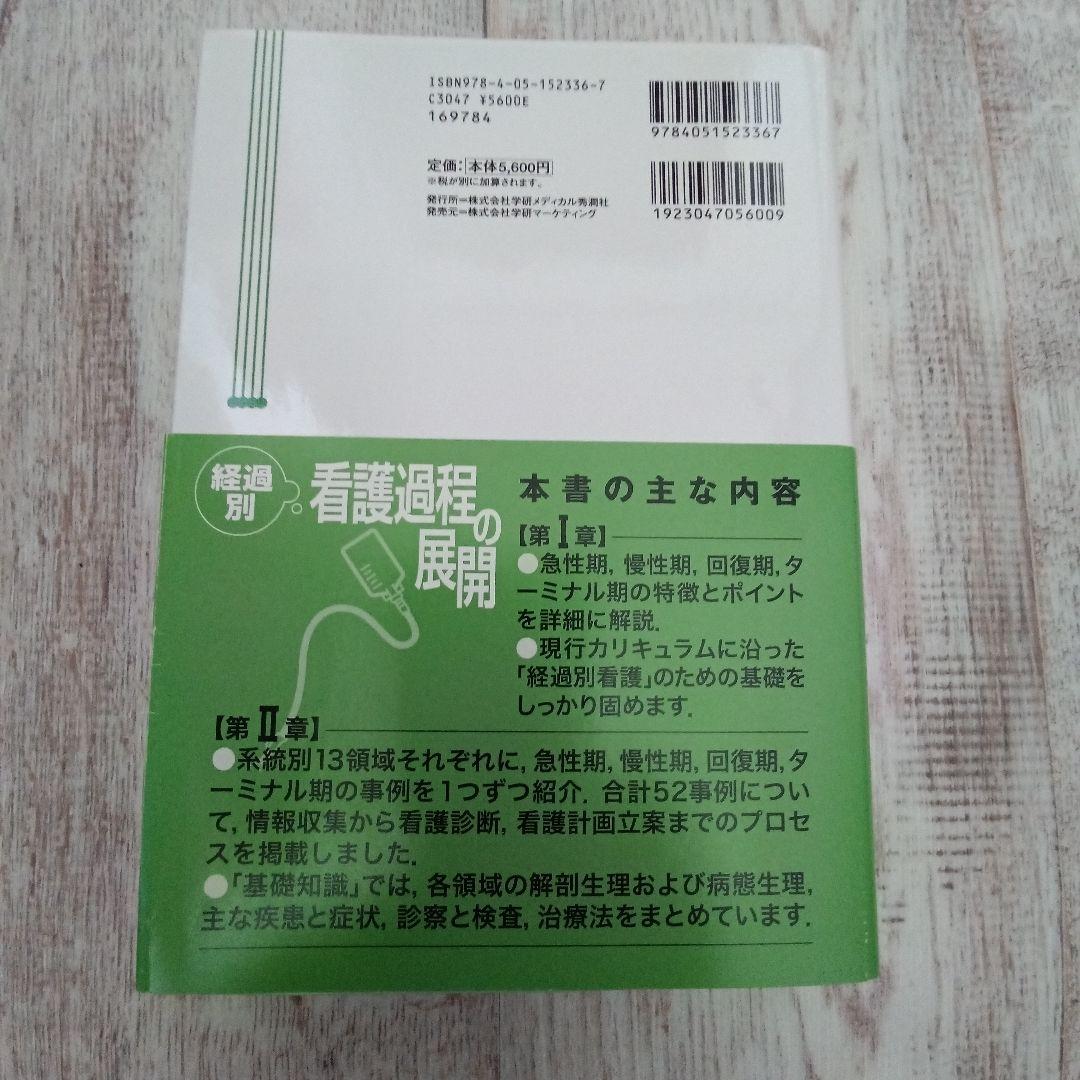 ISBN978-4-05-152336-7
C3047 ¥5600E
169784
9784051523367
定価：本体5,600円
※税が別に加算されます。
発行所＝株式会社学研メディカル秀潤社
発売元＝株式会社学研マーケティング
1923047056009
経過
別
看護過程の
展開
本書の主な内容
【第Ⅰ章】
●急性期，慢性期，回復期，タ
ーミナル期の特徴とポイント
を詳細に解説．
●現行カリキュラムに沿った
「経過別看護」のための基礎を
しっかり固めます．
【第Ⅱ章】
●系統別13領域それぞれに，急性期，慢性期，回復期，タ
ーミナル期の事例を1つずつ紹介．合計52事例につい
て，情報収集から看護診断，看護計画立案までのプロセ
スを掲載しました．
●「基礎知識」では，各領域の解剖生理および病態生理，
主な疾患と症状，診察と検査，治療法をまとめています．